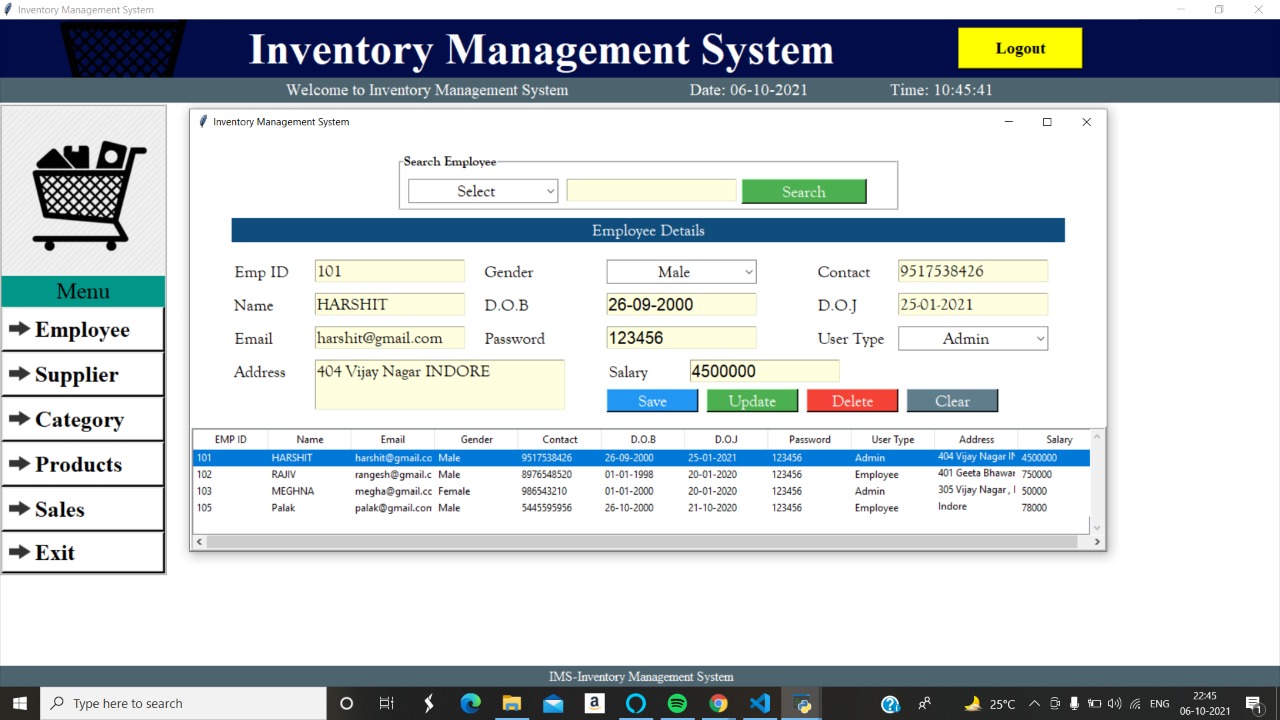 Inventory Management System
Inventory Management System
Logout
Welcome to Inventory Management System Date: 06-10-2021 Time: 10:45:41
Menu
Employee
Supplier
Category
Products
Sales
Exit
Inventory Management System
Search Employee
Select Search
Employee Details
Emp ID 101 Gender Male Contact 9517538426
Name HARSHIT D.O.B 26-09-2000 D.O.J 25-01-2021
Email harshit@gmail.com Password 123456 User Type Admin
Address 404 Vijay Nagar INDORE Salary 4500000
Save Update Delete Clear
EMP ID Name Email Gender Contact D.O.B D.O.J Password User Type Address Salary
101 HARSHIT harshit@gmail.cc Male 9517538426 26-09-2000 25-01-2021 123456 Admin 404 Vijay Nagar IN 4500000
102 RAJIV rangesh@gmail.c Male 8976548520 01-01-1998 20-01-2020 123456 Employee 401 Geeta Bhawar 750000
103 MEGHNA megha@gmail.cc Female 986543210 01-01-2000 20-01-2020 123456 Admin 305 Vijay Nagar , I 50000
105 Palak palak@gmail.com Male 5445595956 26-10-2000 21-10-2020 123456 Employee Indore 78000
IMS-Inventory Management System
Type here to search
25°C ENG 22:45
06-10-2021 1